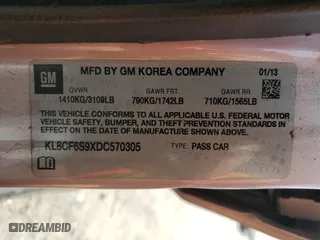 GM
MFD BY GM KOREA COMPANY
01/13
GVWR GAWR FRT GAWR RR
1410KG/3109LB 790KG/1742LB 710KG/1565LB
THIS VEHICLE CONFORMS TO ALL APPLICABLE U.S. FEDERAL MOTOR
VEHICLE SAFETY, BUMPER, AND THEFT PREVENTION STANDARDS IN
EFFECT ON THE DATE OF MANUFACTURE SHOWN ABOVE.
KL8CF6S9XDC570305 TYPE: PASS CAR
© AutoBidMaster.com